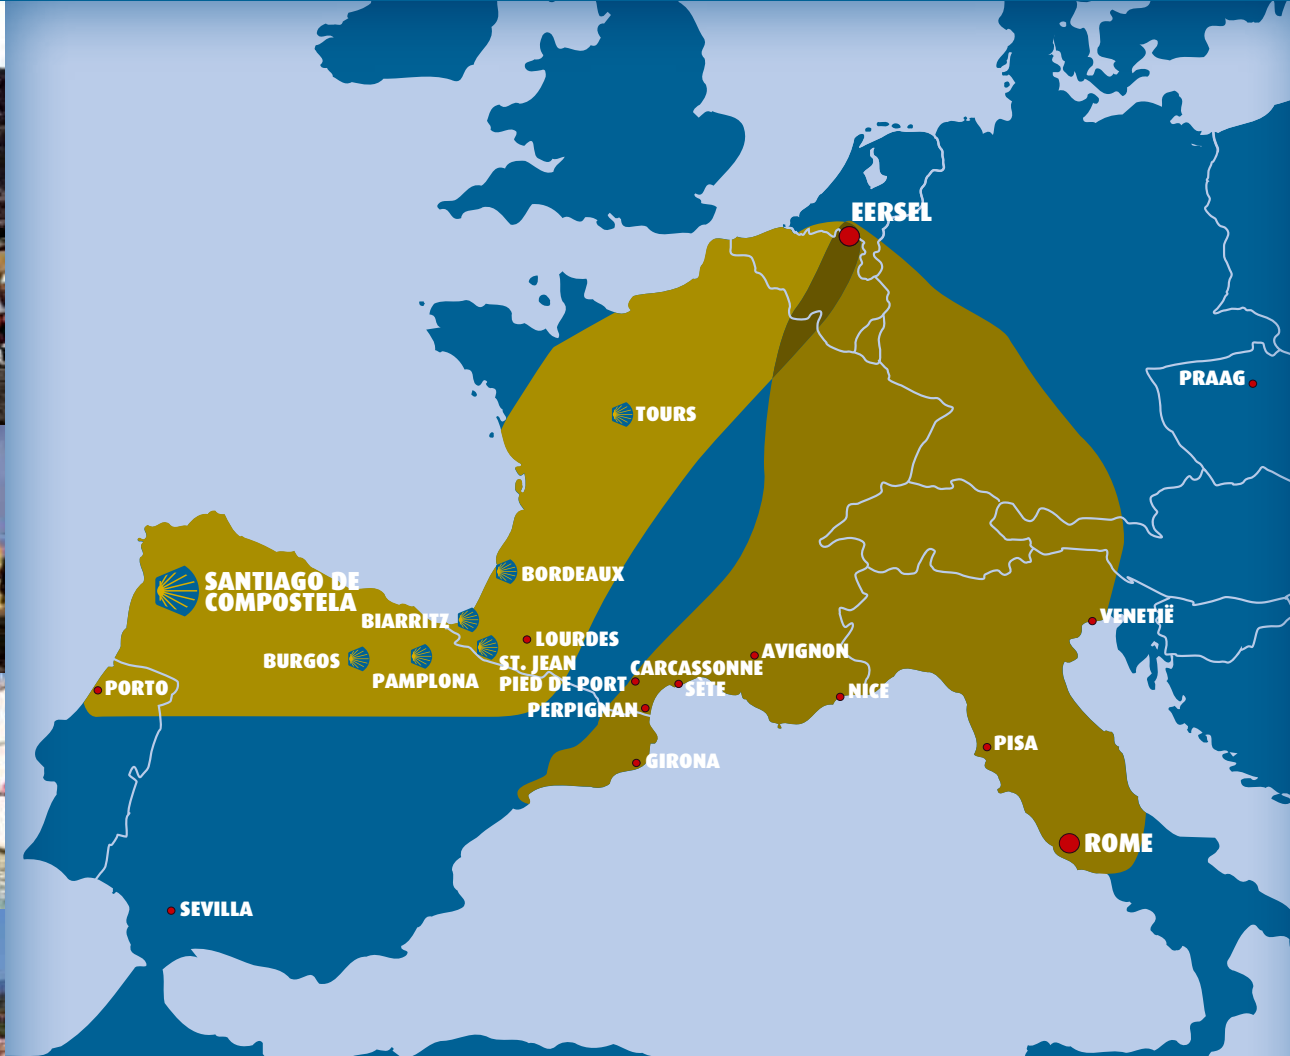 EERSEL
PRAAG
TOURS
BORDEAUX
SANTIAGO DE
COMPOSTELA
BIARRITZ
VENETIË
LOURDES
AVIGNON
BURGOS
ST. JEAN
PIED DE PORT
CARCASSONNE
PAMPLONA
PORTO
SÈTE
NICE
PERPIGNAN
PISA
GIRONA
ROME
SEVILLA